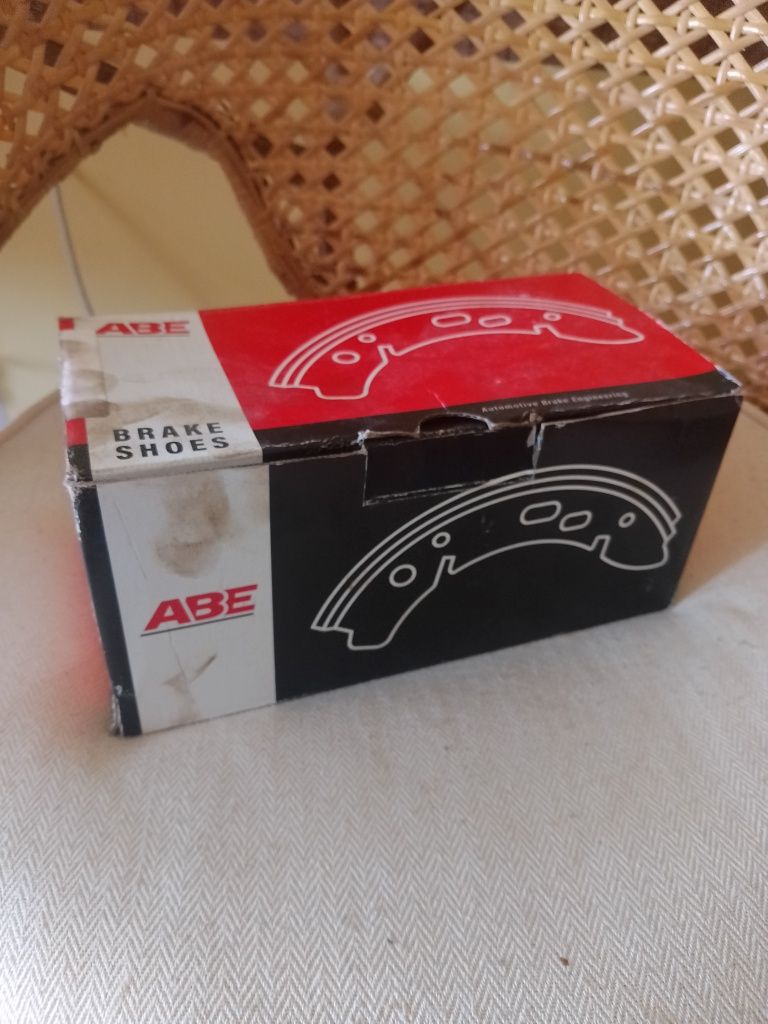 ABE
BRAKE
SHOES
Automotive Brake Engineering
ABE